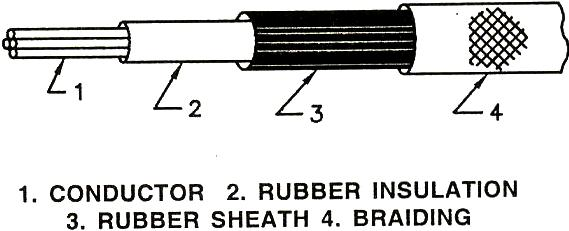 1 2 3 4
1. CONDUCTOR 2. RUBBER INSULATION
3. RUBBER SHEATH 4. BRAIDING